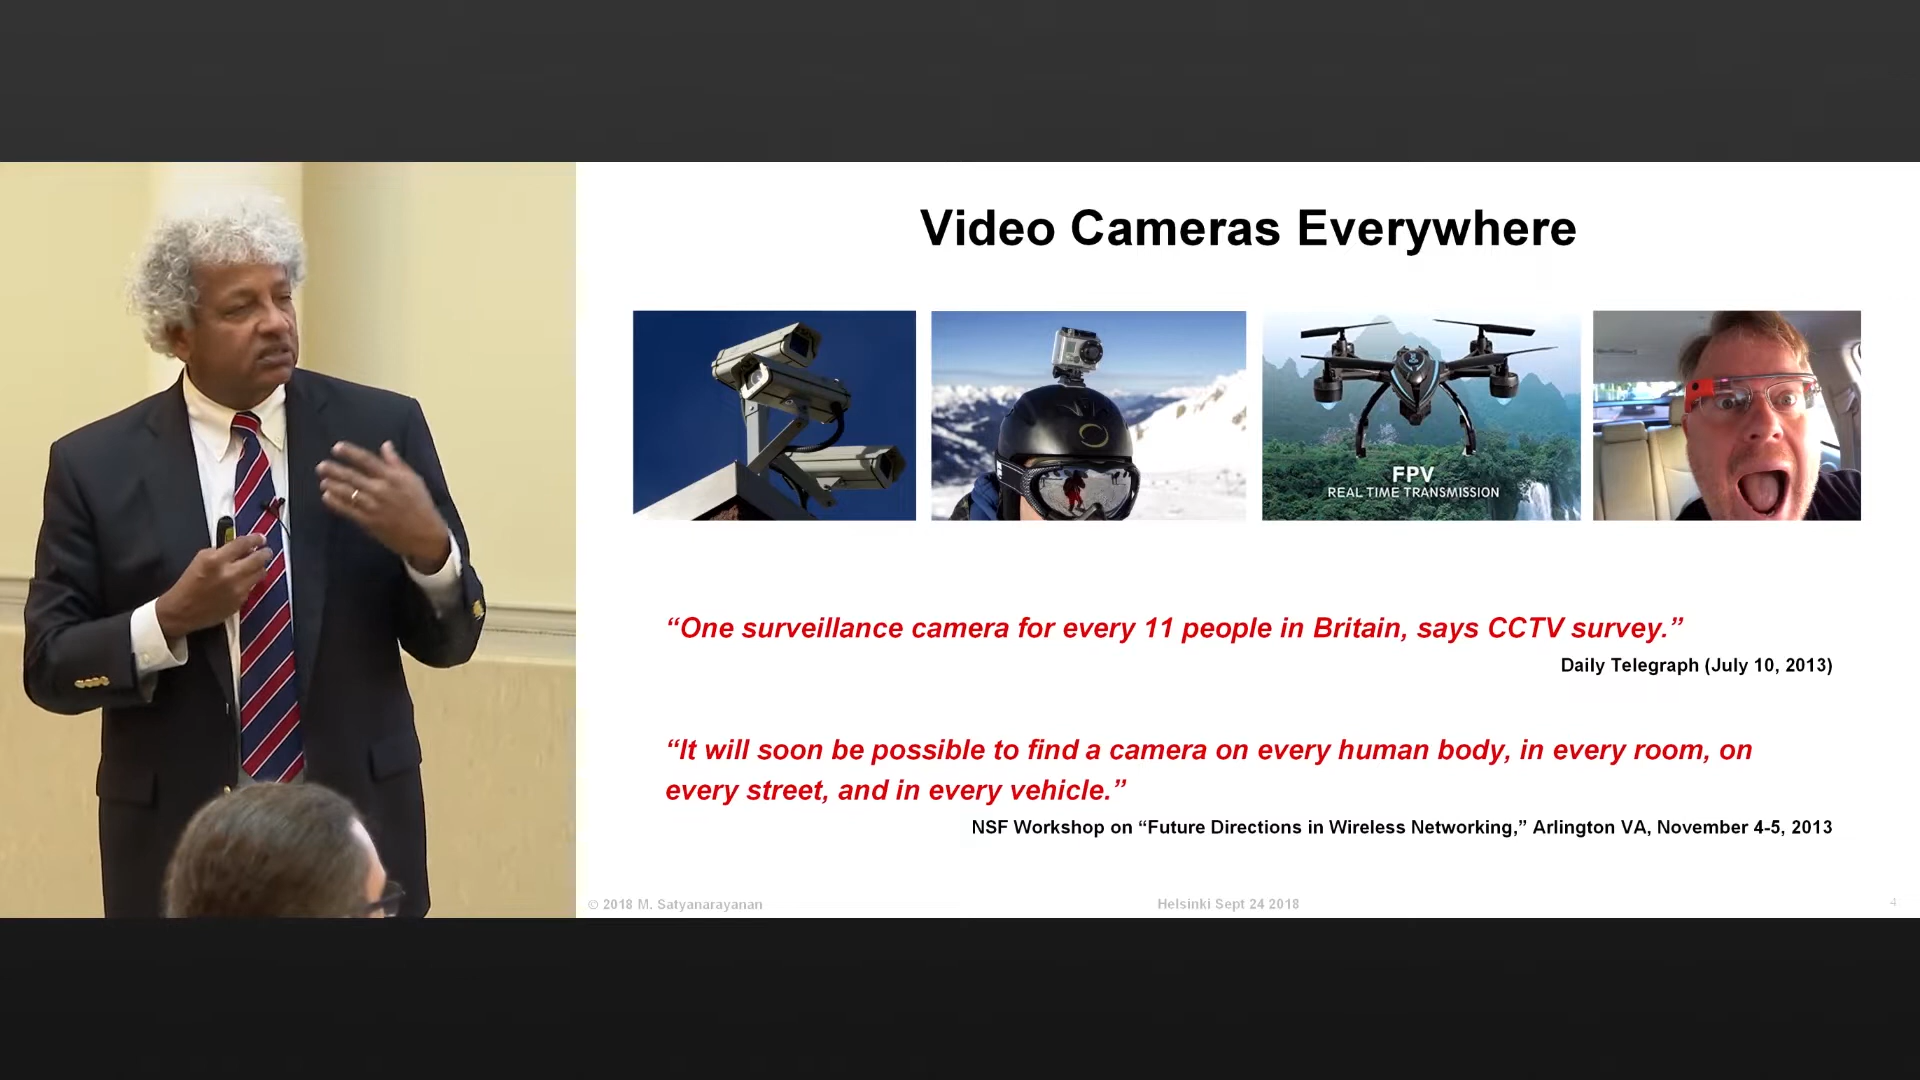 Video Cameras Everywhere
FPV
REAL TIME TRANSMISSION
“One surveillance camera for every 11 people in Britain, says CCTV survey.”
Daily Telegraph (July 10, 2013)
“It will soon be possible to find a camera on every human body, in every room, on
every street, and in every vehicle.”
NSF Workshop on “Future Directions in Wireless Networking,” Arlington VA, November 4-5, 2013
© 2018 M. Satyanarayanan
Helsinki Sept 24 2018
4